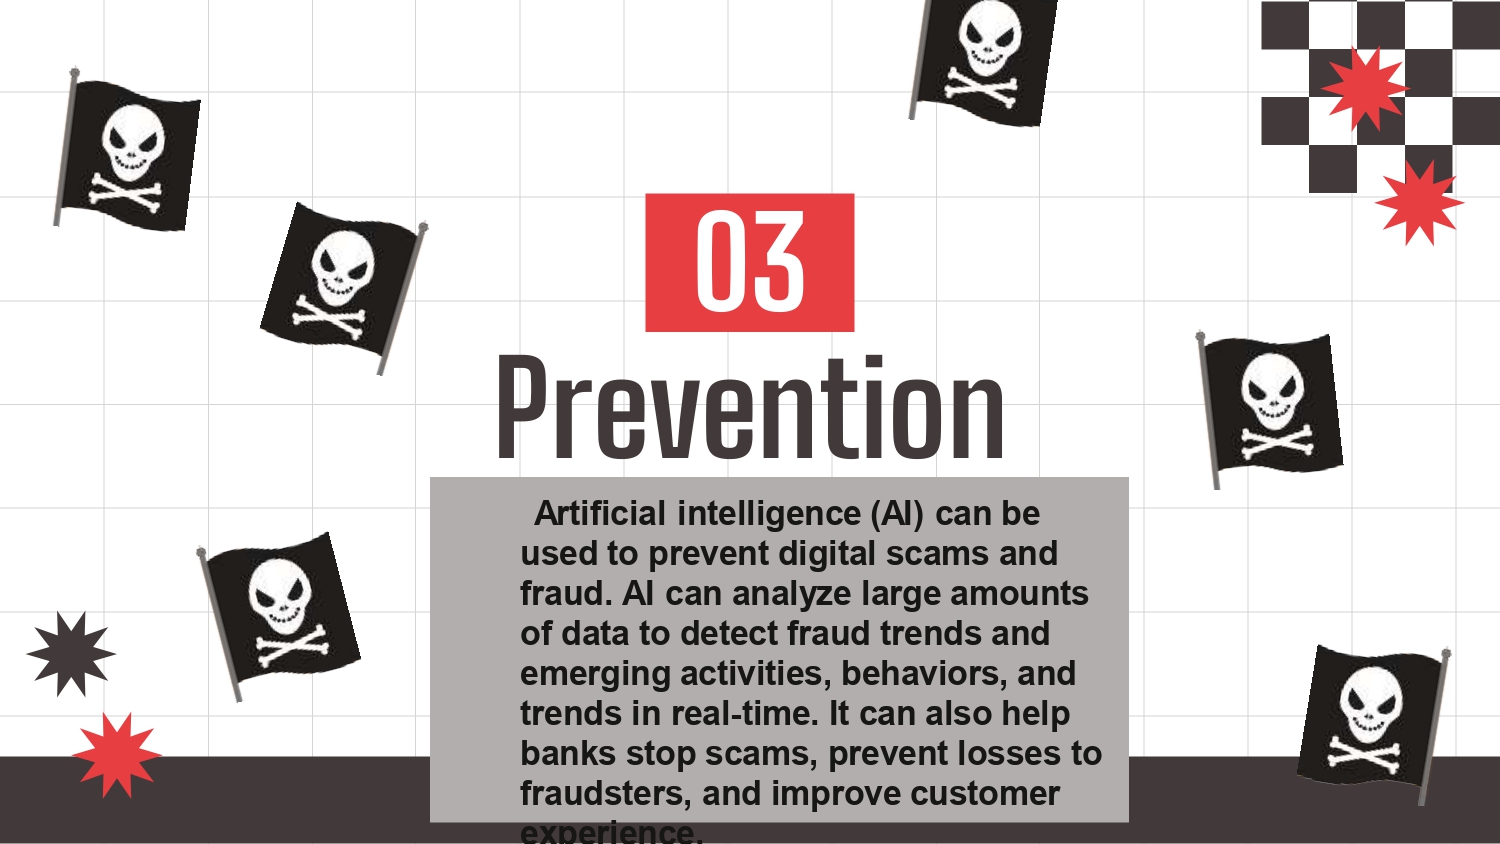 03
Prevention
Artificial intelligence (AI) can be
used to prevent digital scams and
fraud. AI can analyze large amounts
of data to detect fraud trends and
emerging activities, behaviors, and
trends in real-time. It can also help
banks stop scams, prevent losses to
fraudsters, and improve customer
experience.